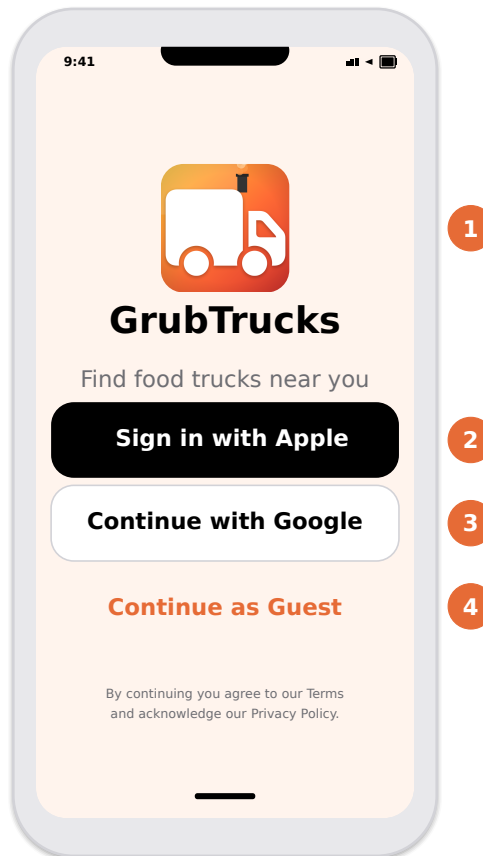 9:41
1
GrubTrucks
Find food trucks near you
Sign in with Apple
2
Continue with Google
3
Continue as Guest
4
By continuing you agree to our Terms
and acknowledge our Privacy Policy.